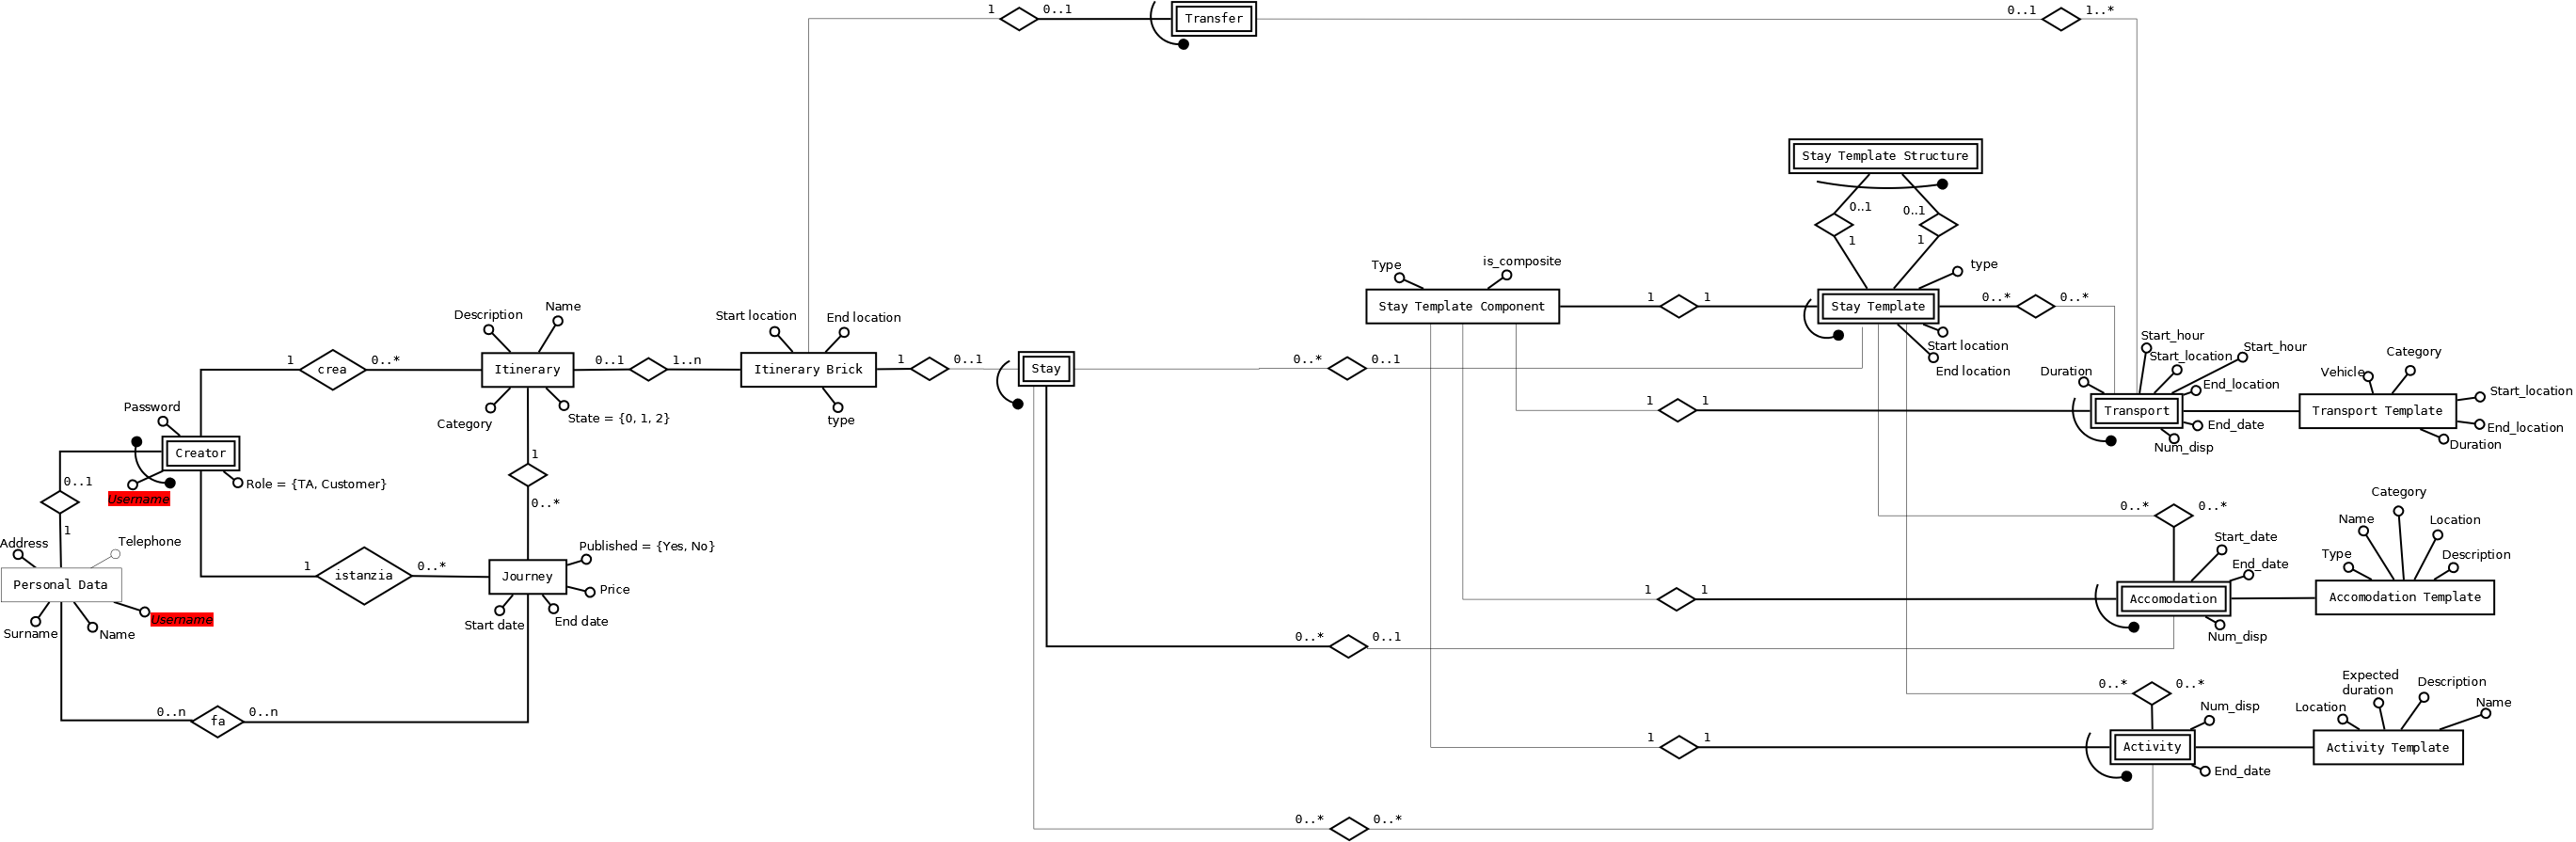 1
0..1
Transfer
0..1
1..*
Stay Template Structure
0..1
0..1
1
1
Type
is_composite
type
Stay Template Component
1
1
Stay Template
0..*
0..*
Start location
End location
Description
Name
Start location
End location
1
crea
0..*
Itinerary
0..1
1..n
Itinerary Brick
1
0..1
Stay
0..*
0..1
Category
State = {0, 1, 2}
type
Start_hour
Start_location
Start_hour
Duration
End_location
Transport
End_date
Num_disp
1
1
Category
Vehicle
Start_location
Transport Template
End_location
Duration
Password
Creator
Username
Role = {TA, Customer}
0..1
1
1
0..*
Address
Telephone
Personal Data
Surname
Name
Username
1
istanzia
0..*
Journey
Published = {Yes, No}
Price
Start date
End date
0..n
fa
0..n
0..*
0..*
Start_date
End_date
1
1
Accomodation
Num_disp
Category
Name
Location
Type
Description
Accomodation Template
0..*
0..1
0..*
0..*
Num_disp
1
1
Activity
End_date
Expected
duration
Description
Location
Name
Activity Template
0..*
0..*